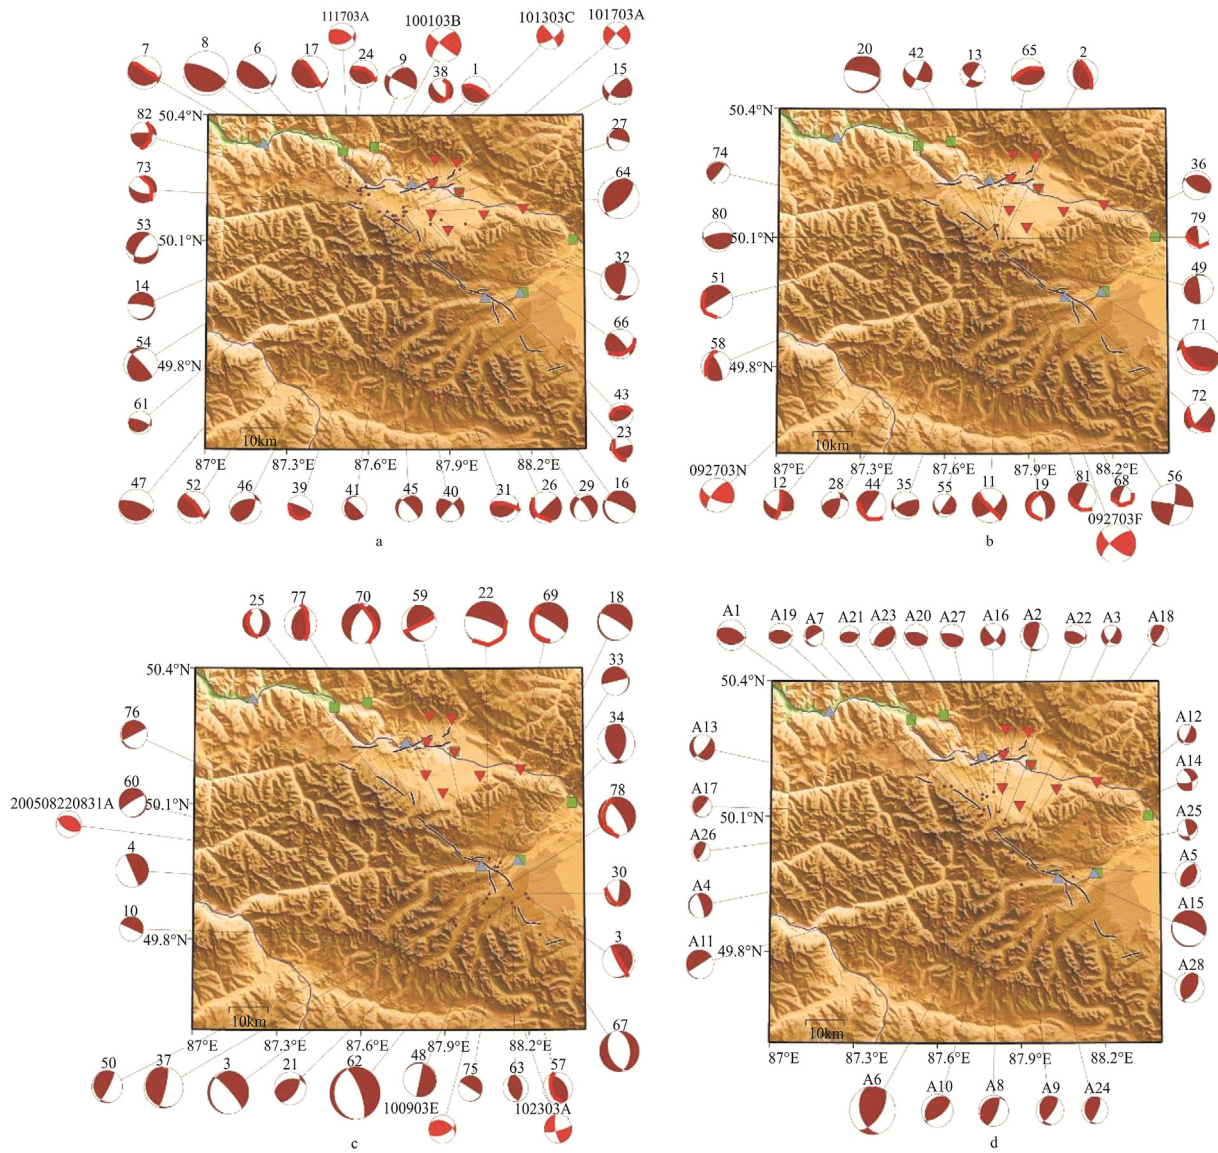 111703A
100103B
101303C
101703A
7
8
6
17
24
9
38
1
15
50.4°N
82
27
73
64
53
50.1°N
32
14
66
54
49.8°N
43
61
23
10km
87°E
87.3°E
87.6°E
87.9°E
88.2°E
47
52
46
39
41
45
40
31
26
29
16
a
20
42
13
65
2
50.4°N
74
36
80
50.1°N
79
51
49
58
49.8°N
71
72
10km
092703N
87°E
87.3°E
87.6°E
87.9°E
88.2°E
12
28
44
35
55
11
19
81
68
56
092703F
b
25
77
70
59
22
69
18
50.4°N
33
76
34
60
50.1°N
78
200508220831A
4
30
10
49.8°N
3
10km
67
87°E
87.3°E
87.6°E
87.9°E
88.2°E
50
37
3
21
62
48
75
63
57
100903E
102303A
c
A1
A19
A7
A21
A23
A20
A27
A16
A2
A22
A3
A18
50.4°N
A13
A12
A14
A17
50.1°N
A25
A26
A5
A4
A15
A11
49.8°N
A28
10km
87°E
87.3°E
87.6°E
87.9°E
88.2°E
A6
A10
A8
A9
A24
d